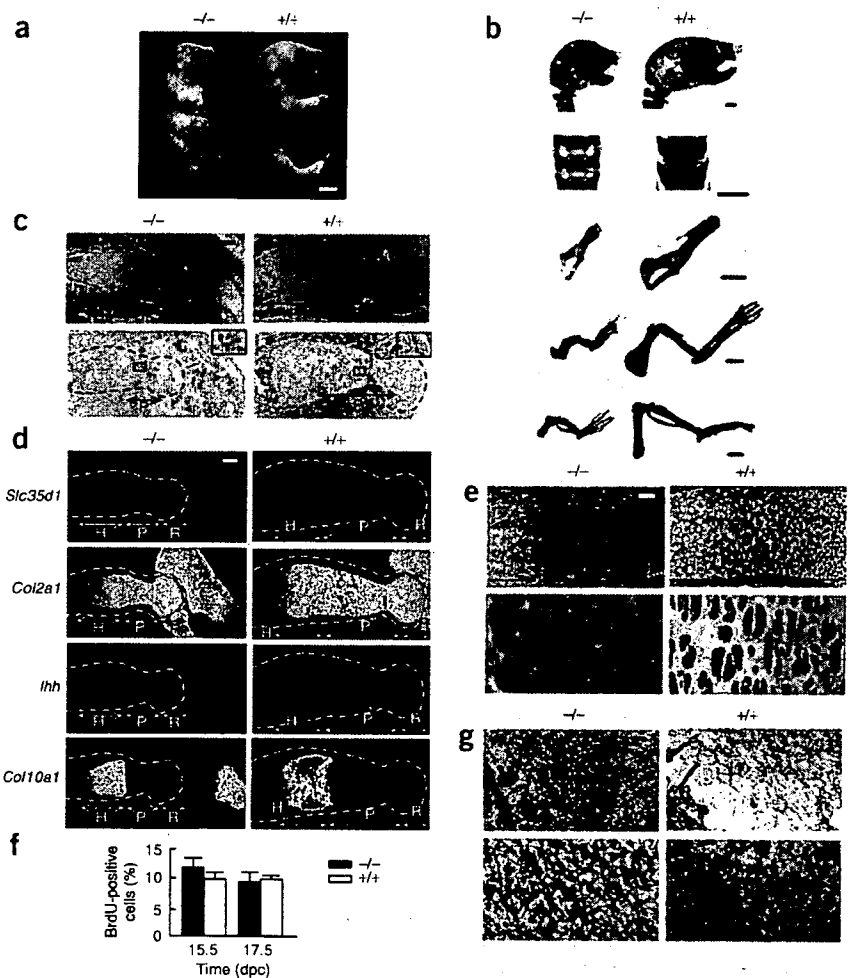 a
–/–
+/+
b
–/–
+/+
c
–/–
+/+
d
–/–
+/+
Slc35d1
H P R
H P R
Col2a1
H P R
H P R
Ihh
H P R
H P R
Col10a1
H P R
H P R
e
–/–
+/+
f
BrdU-positive
cells (%)
15
10
5
0
15.5
17.5
Time (dpc)
–/–
+/+
g
–/–
+/+